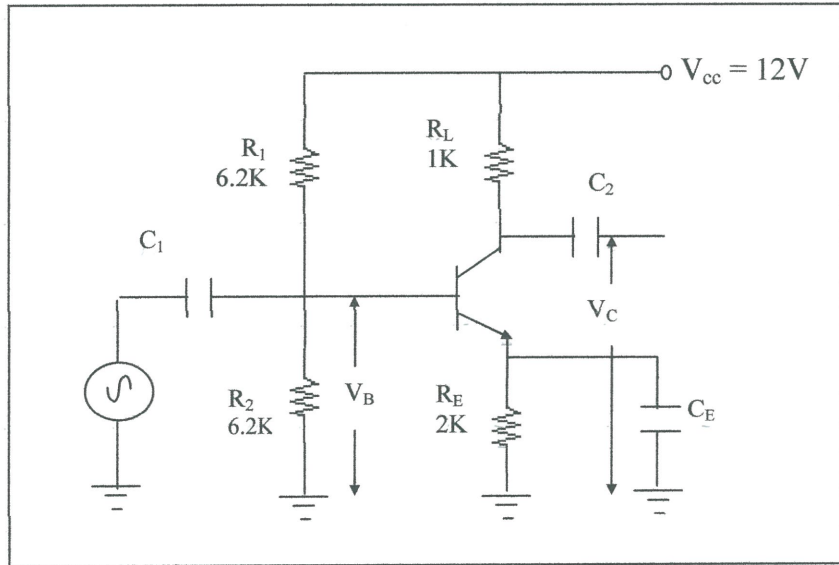 V_cc = 12V
R_1
6.2K
R_L
1K
C_2
C_1
V_C
R_2
6.2K
V_B
R_E
2K
C_E